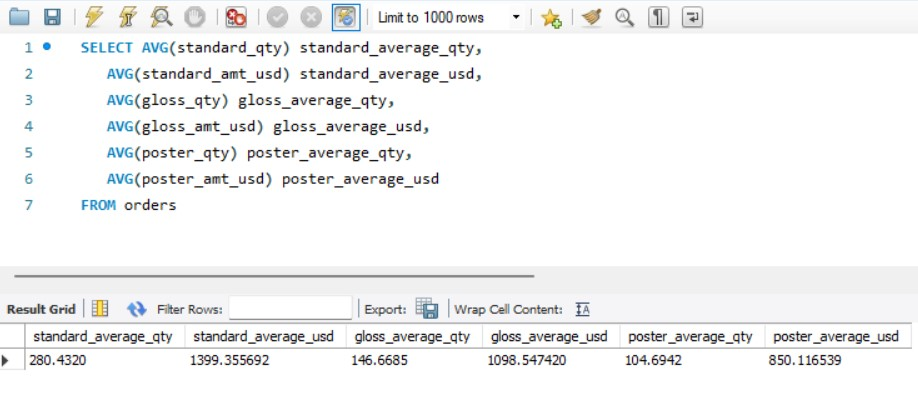 Limit to 1000 rows
1 SELECT AVG(standard_qty) standard_average_qty,
2 AVG(standard_amt_usd) standard_average_usd,
3 AVG(gloss_qty) gloss_average_qty,
4 AVG(gloss_amt_usd) gloss_average_usd,
5 AVG(poster_qty) poster_average_qty,
6 AVG(poster_amt_usd) poster_average_usd
7 FROM orders
Result Grid Filter Rows: Export: Wrap Cell Content: IA
standard_average_qty standard_average_usd gloss_average_qty gloss_average_usd poster_average_qty poster_average_usd
280.4320 1399.355692 146.6685 1098.547420 104.6942 850.116539